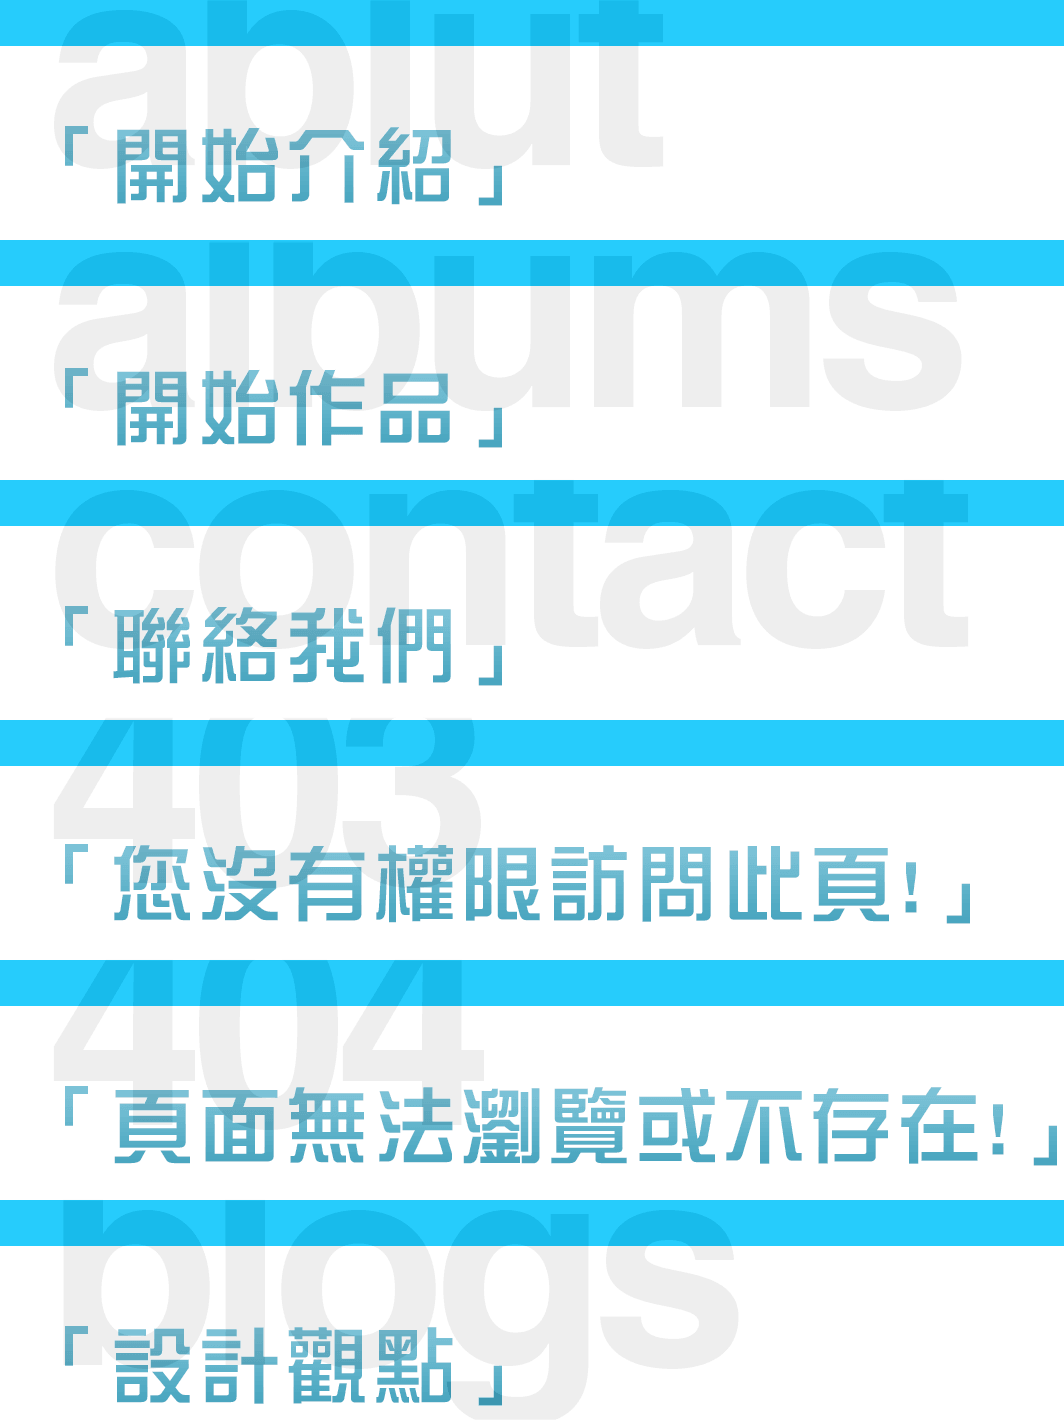 ablut
「開始介紹」
albums
「開始作品」
contact
「聯絡我們」
403
「您沒有權限訪問此頁!」
404
「頁面無法瀏覽或不存在!」
blogs
「設計觀點」